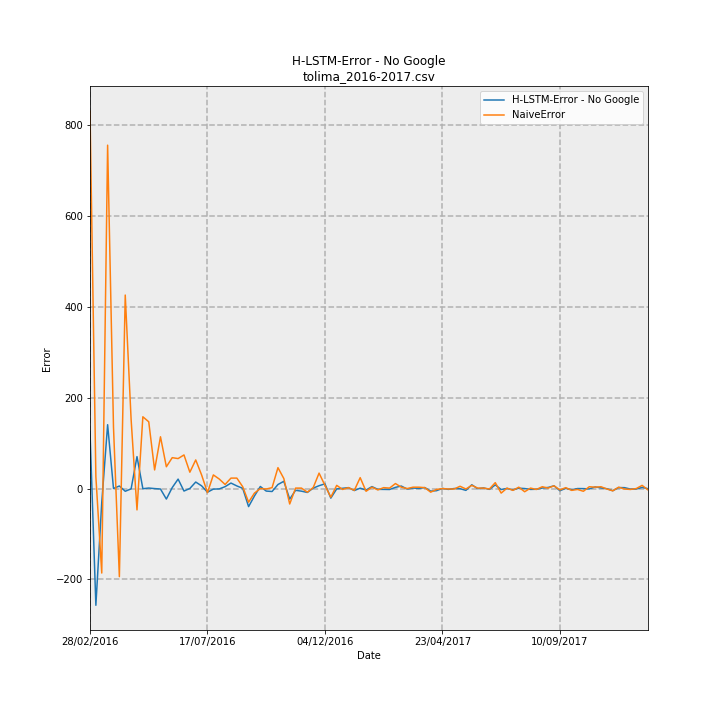 H-LSTM-Error - No Google
tolima_2016-2017.csv
H-LSTM-Error - No Google
NaiveError
800
600
400
200
0
−200
Error
28/02/2016
17/07/2016
04/12/2016
23/04/2017
10/09/2017
Date